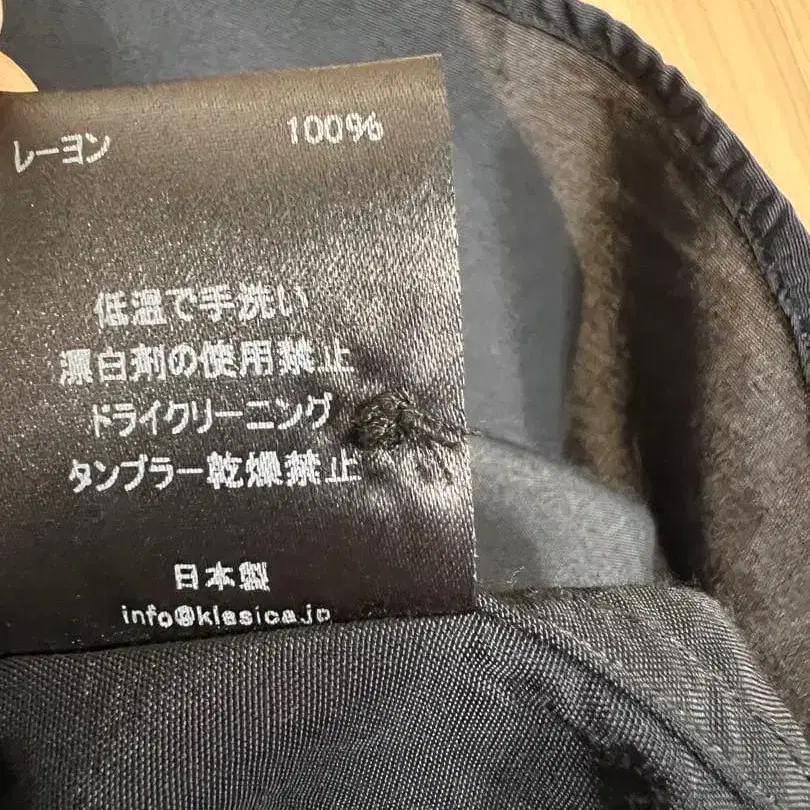 レーヨン 100%
低温で手洗い
漂白剤の使用禁止
ドライクリーニング
タンブラー乾燥禁止
日本製
info@klasica.jp